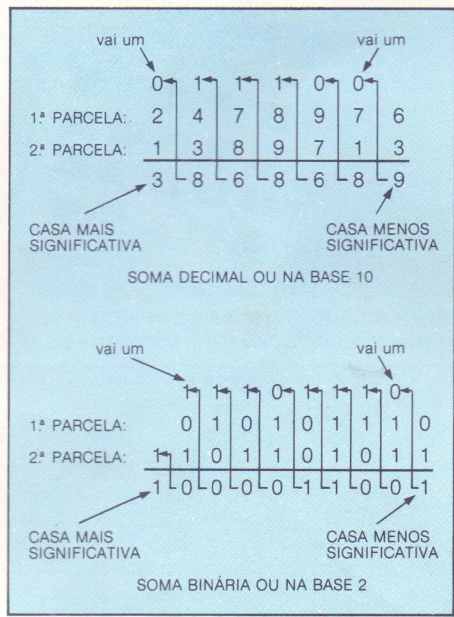 vai um vai um
0 1 1 1 0 0
1.ª PARCELA: 2 4 7 8 9 7 6
2.ª PARCELA: 1 3 8 9 7 1 3
3 8 6 8 6 8 9
CASA MAIS SIGNIFICATIVA
CASA MENOS SIGNIFICATIVA
SOMA DECIMAL OU NA BASE 10
vai um vai um
1 1 1 0 1 1 1 0
1.ª PARCELA: 0 1 0 1 0 1 1 1 0
2.ª PARCELA: 1 1 0 1 1 0 1 0 1 1
1 0 0 0 0 1 1 0 0 1
CASA MAIS SIGNIFICATIVA
CASA MENOS SIGNIFICATIVA
SOMA BINÁRIA OU NA BASE 2